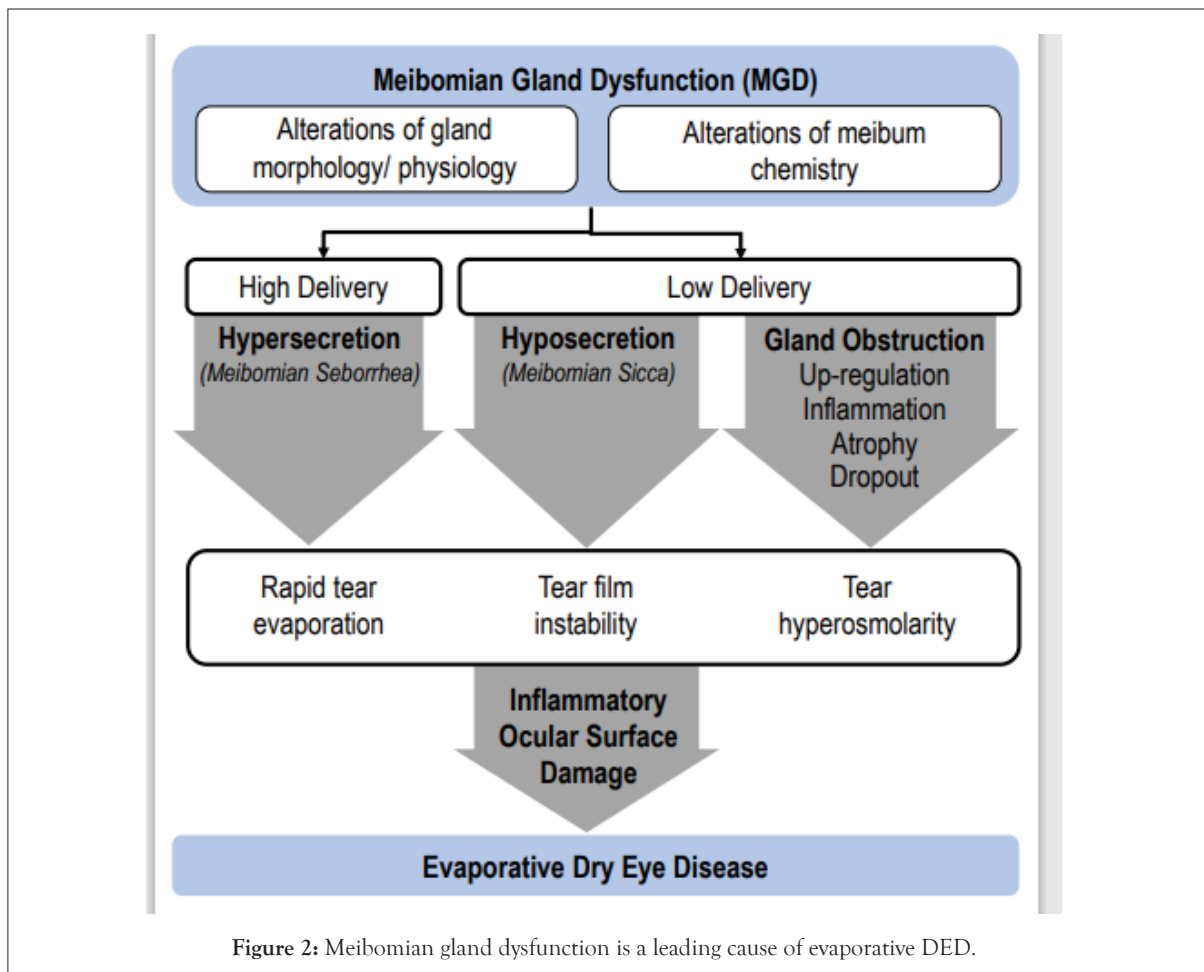 Meibomian Gland Dysfunction (MGD)
Alterations of gland
morphology/ physiology
Alterations of meibum
chemistry
High Delivery
Low Delivery
Hypersecretion
(Meibomian Seborrhea)
Hyposecretion
(Meibomian Sicca)
Gland Obstruction
Up-regulation
Inflammation
Atrophy
Dropout
Rapid tear
evaporation
Tear film
instability
Tear
hyperosmolarity
Inflammatory
Ocular Surface
Damage
Evaporative Dry Eye Disease
Figure 2: Meibomian gland dysfunction is a leading cause of evaporative DED.